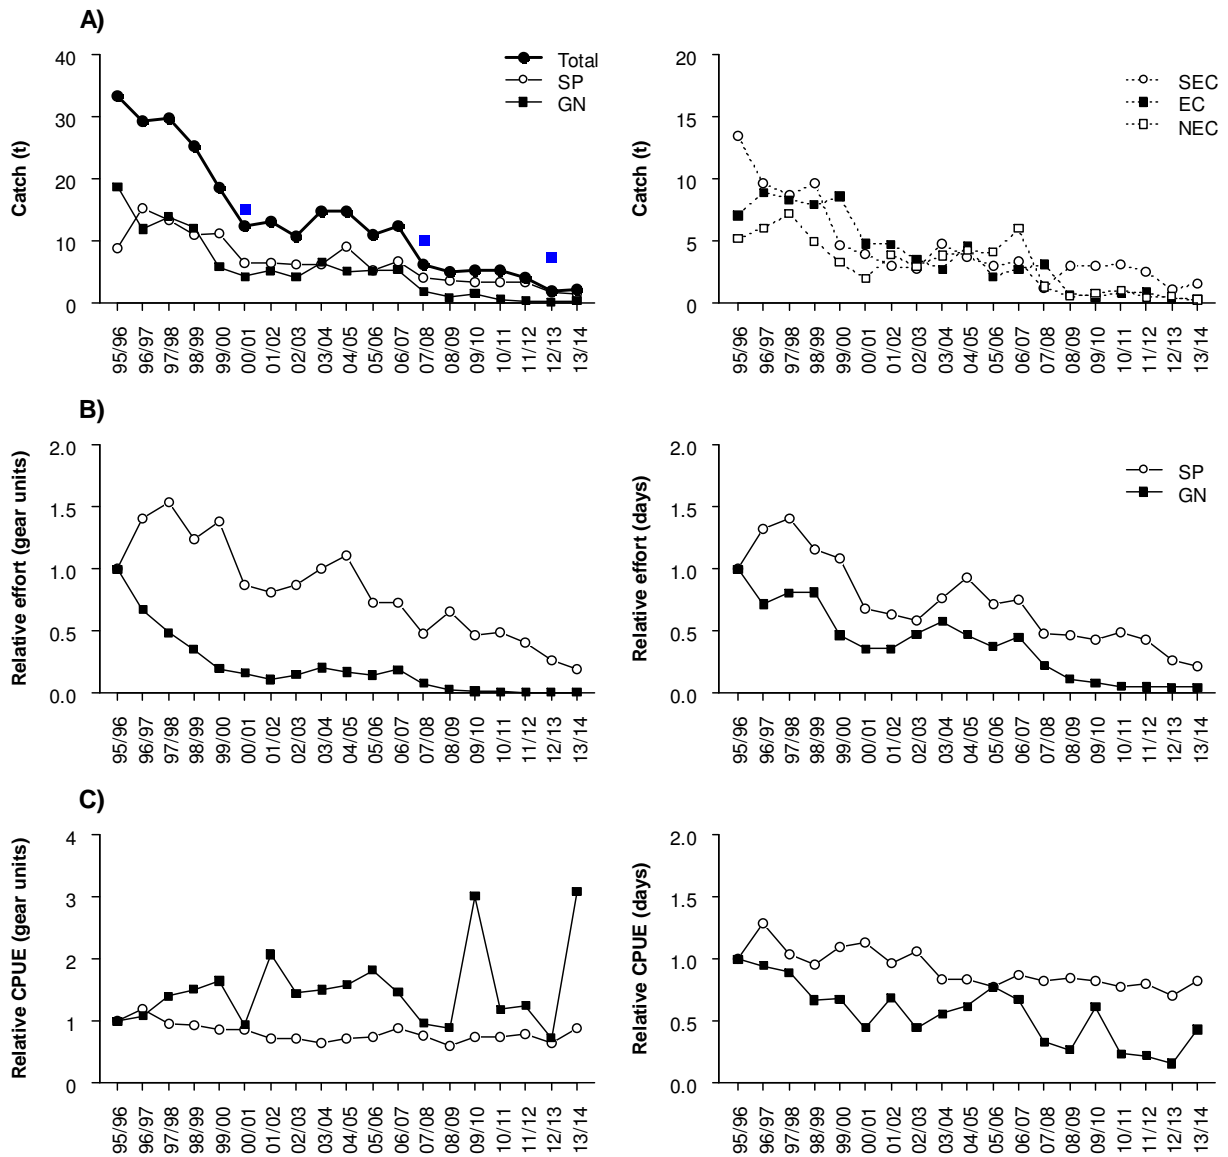 A)
Catch (t)
40
30
20
10
0
Total
SP
GN
95/96 96/97 97/98 98/99 99/00 00/01 01/02 02/03 03/04 04/05 05/06 06/07 07/08 08/09 09/10 10/11 11/12 12/13 13/14
Catch (t)
20
15
10
5
0
SEC
EC
NEC
95/96 96/97 97/98 98/99 99/00 00/01 01/02 02/03 03/04 04/05 05/06 06/07 07/08 08/09 09/10 10/11 11/12 12/13 13/14
B)
Relative effort (gear units)
2.0
1.5
1.0
0.5
0.0
95/96 96/97 97/98 98/99 99/00 00/01 01/02 02/03 03/04 04/05 05/06 06/07 07/08 08/09 09/10 10/11 11/12 12/13 13/14
Relative effort (days)
2.0
1.5
1.0
0.5
0.0
SP
GN
95/96 96/97 97/98 98/99 99/00 00/01 01/02 02/03 03/04 04/05 05/06 06/07 07/08 08/09 09/10 10/11 11/12 12/13 13/14
C)
Relative CPUE (gear units)
4
3
2
1
0
95/96 96/97 97/98 98/99 99/00 00/01 01/02 02/03 03/04 04/05 05/06 06/07 07/08 08/09 09/10 10/11 11/12 12/13 13/14
Relative CPUE (days)
2.0
1.5
1.0
0.5
0.0
95/96 96/97 97/98 98/99 99/00 00/01 01/02 02/03 03/04 04/05 05/06 06/07 07/08 08/09 09/10 10/11 11/12 12/13 13/14